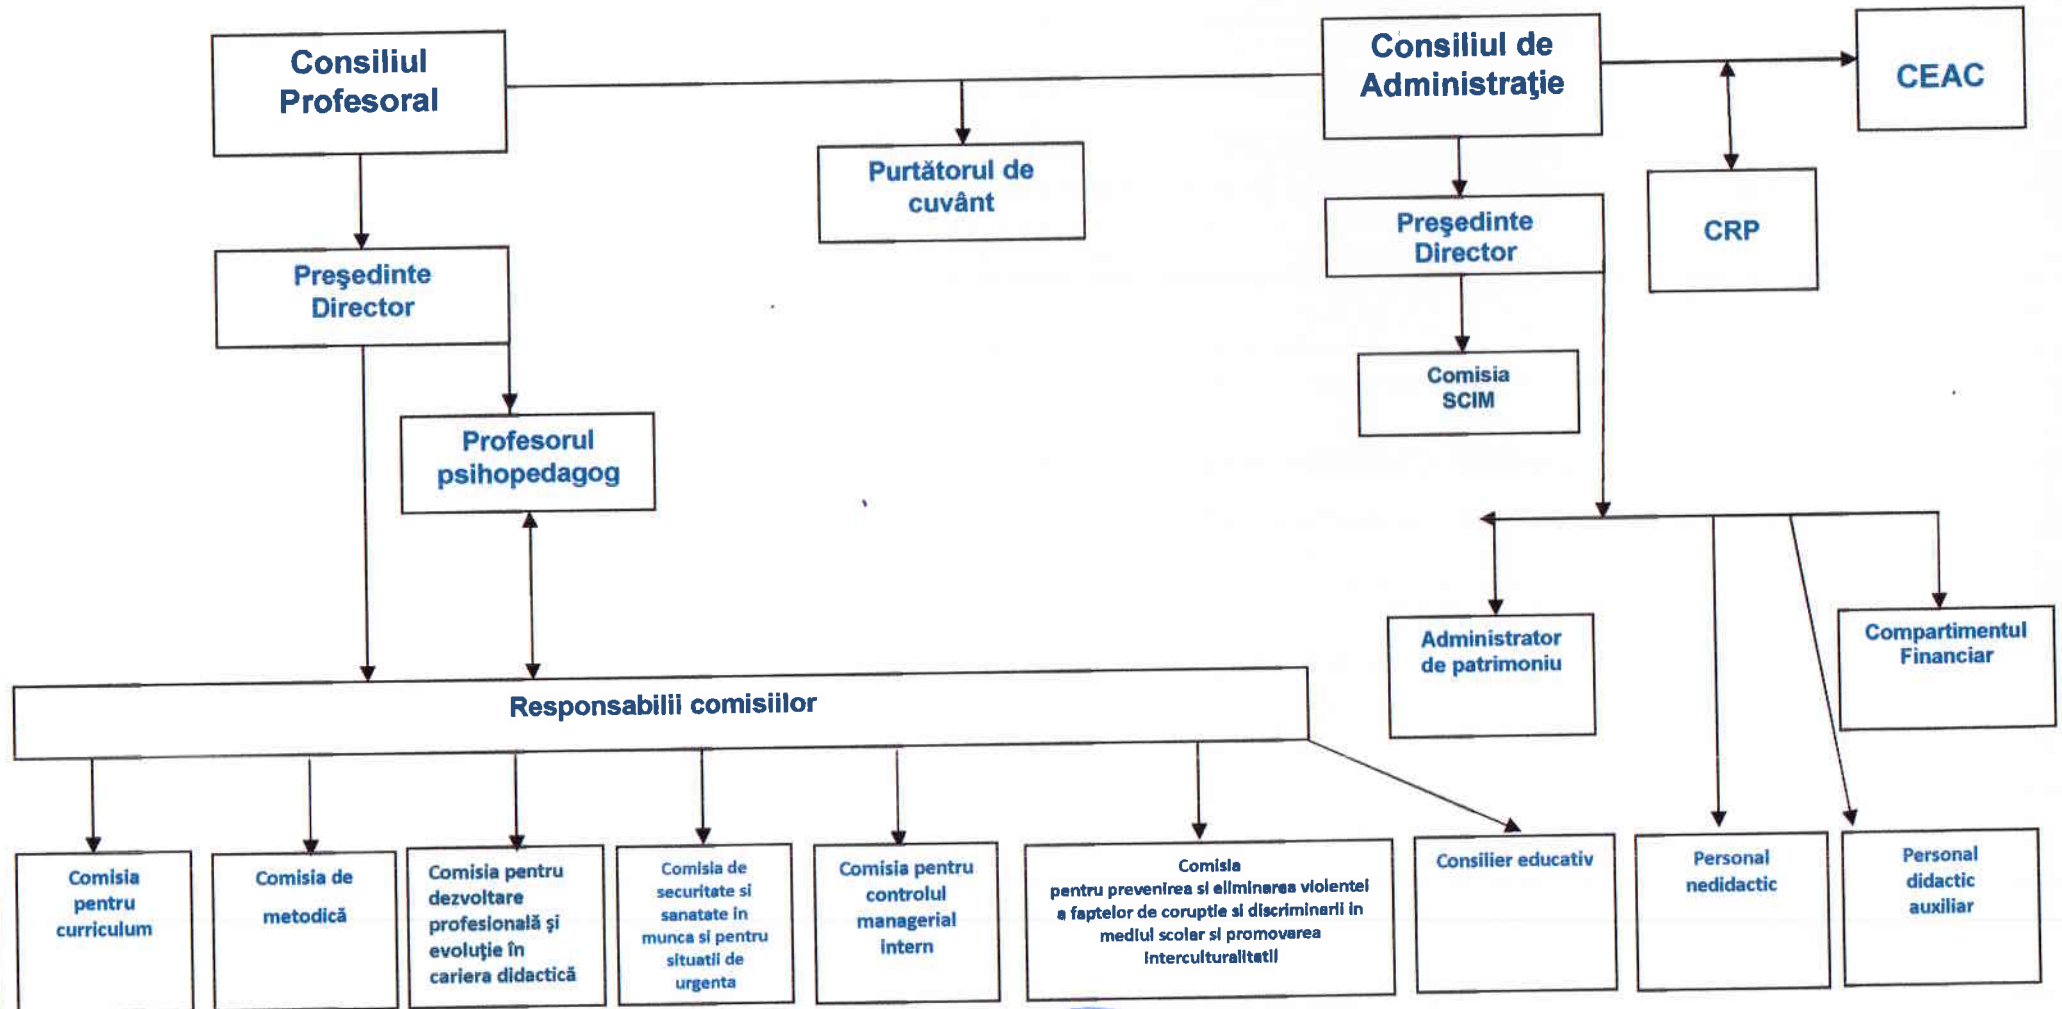 Consiliul
Profesoral
Consiliul de
Administraţie
CEAC
Purtătorul de
cuvânt
Preşedinte
Director
CRP
Preşedinte
Director
Comisia
SCIM
Profesorul
psihopedagog
Administrator
de patrimoniu
Compartimentul
Financiar
Responsabilii comisiilor
Comisia
pentru
curriculum
Comisia de
metodică
Comisia pentru
dezvoltare
profesională şi
evoluţie în
cariera didactică
Comisia de
securitate si
sanatate in
munca si pentru
situatii de
urgenta
Comisia pentru
controlul
managerial
intern
Comisia
pentru prevenirea si eliminarea violentei
a faptelor de coruptie si discriminarii in
mediul scolar si promovarea
interculturalitatii
Consilier educativ
Personal
nedidactic
Personal
didactic
auxiliar